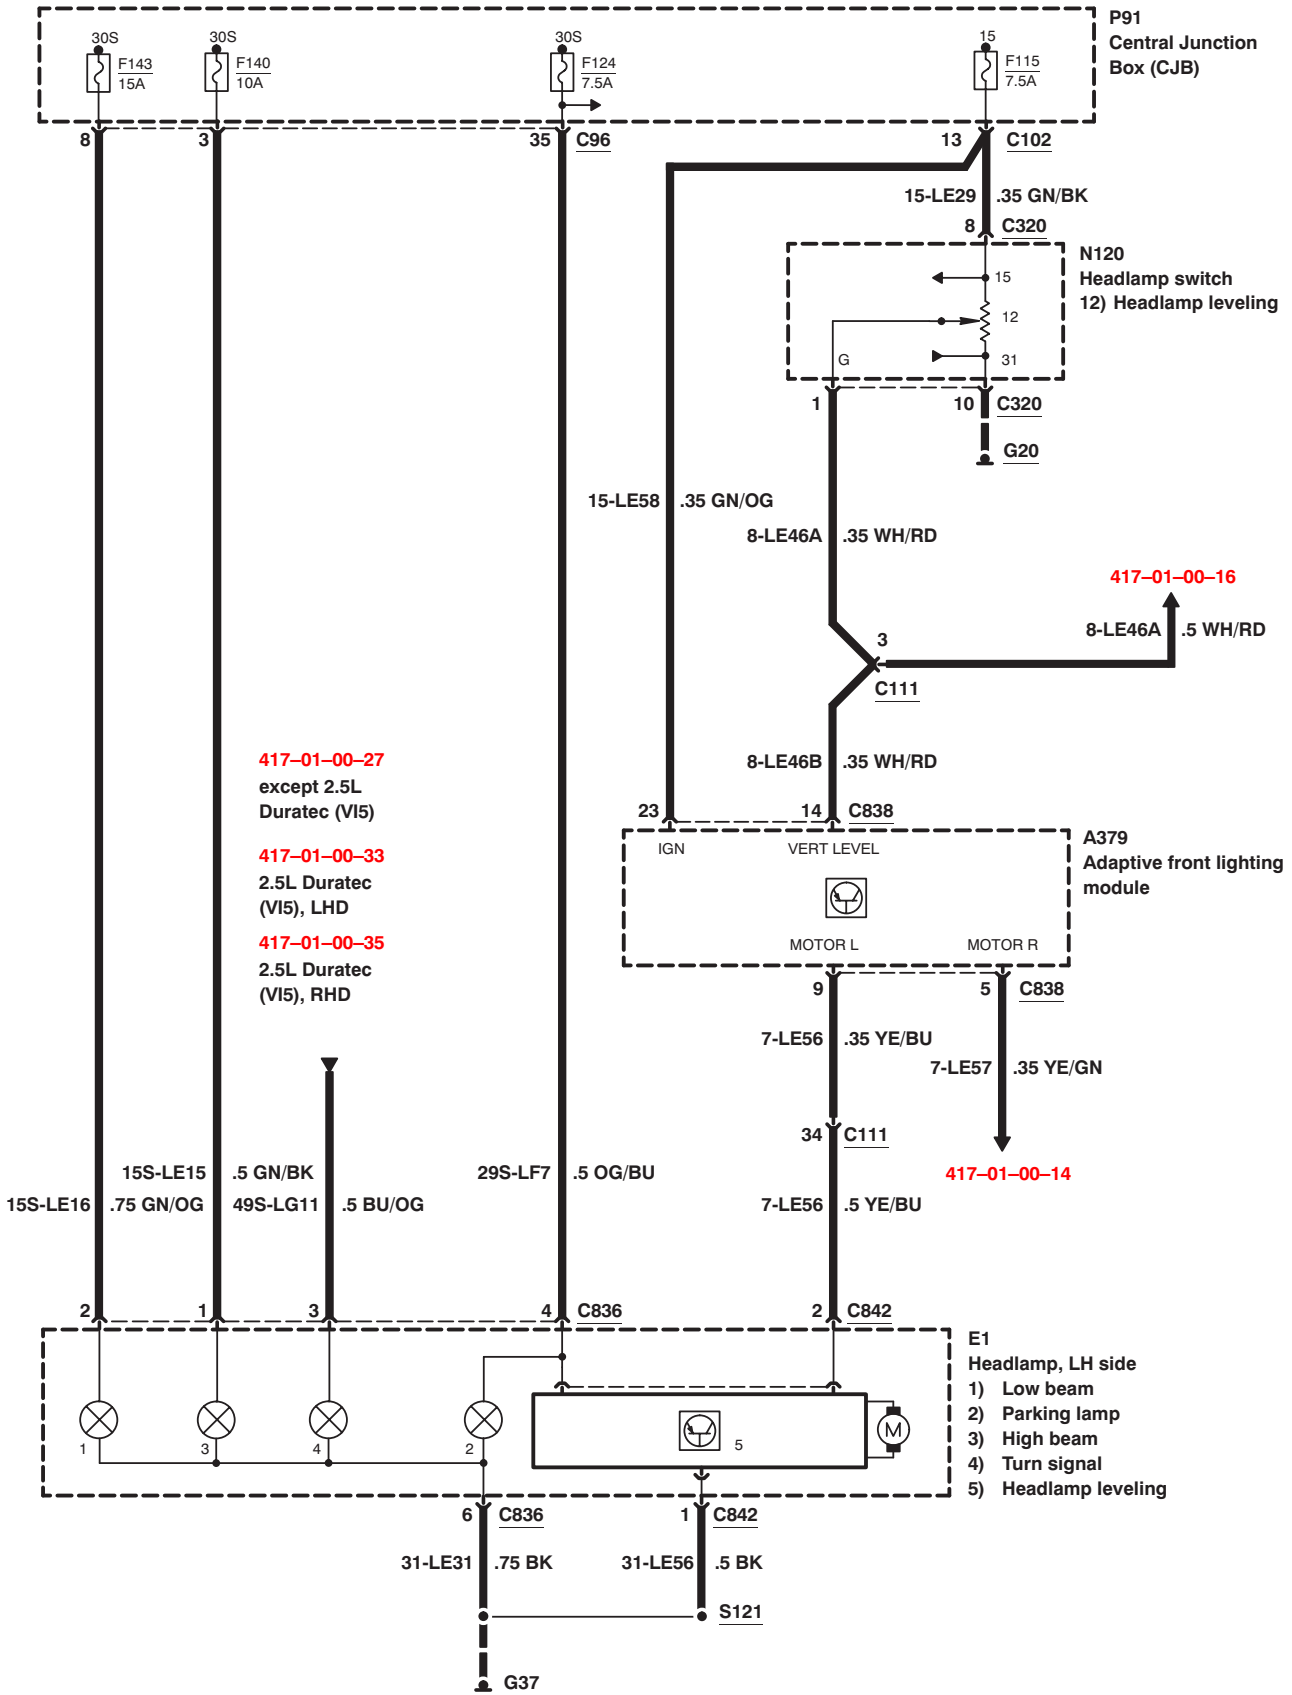 P91
Central Junction
Box (CJB)
30S
F143
15A
30S
F140
10A
30S
F124
7.5A
15
F115
7.5A
8
3
35 C96
13 C102
15-LE29 .35 GN/BK
8 C320
N120
Headlamp switch
12) Headlamp leveling
15
12
G
31
1
10 C320
G20
15-LE58 .35 GN/OG
8-LE46A .35 WH/RD
417–01–00–16
8-LE46A .5 WH/RD
3
C111
417–01–00–27
except 2.5L
Duratec (VI5)
8-LE46B .35 WH/RD
23
14 C838
417–01–00–33
2.5L Duratec
(VI5), LHD
417–01–00–35
2.5L Duratec
(VI5), RHD
IGN
VERT LEVEL
A379
Adaptive front lighting
module
MOTOR L
MOTOR R
9
5 C838
7-LE56 .35 YE/BU
7-LE57 .35 YE/GN
34 C111
417–01–00–14
15S-LE15 .5 GN/BK
29S-LF7 .5 OG/BU
15S-LE16 .75 GN/OG
49S-LG11 .5 BU/OG
7-LE56 .5 YE/BU
2
1
3
4 C836
2 C842
E1
Headlamp, LH side
1) Low beam
2) Parking lamp
3) High beam
4) Turn signal
5) Headlamp leveling
1
3
4
2
5
M
6 C836
1 C842
31-LE31 .75 BK
31-LE56 .5 BK
S121
G37